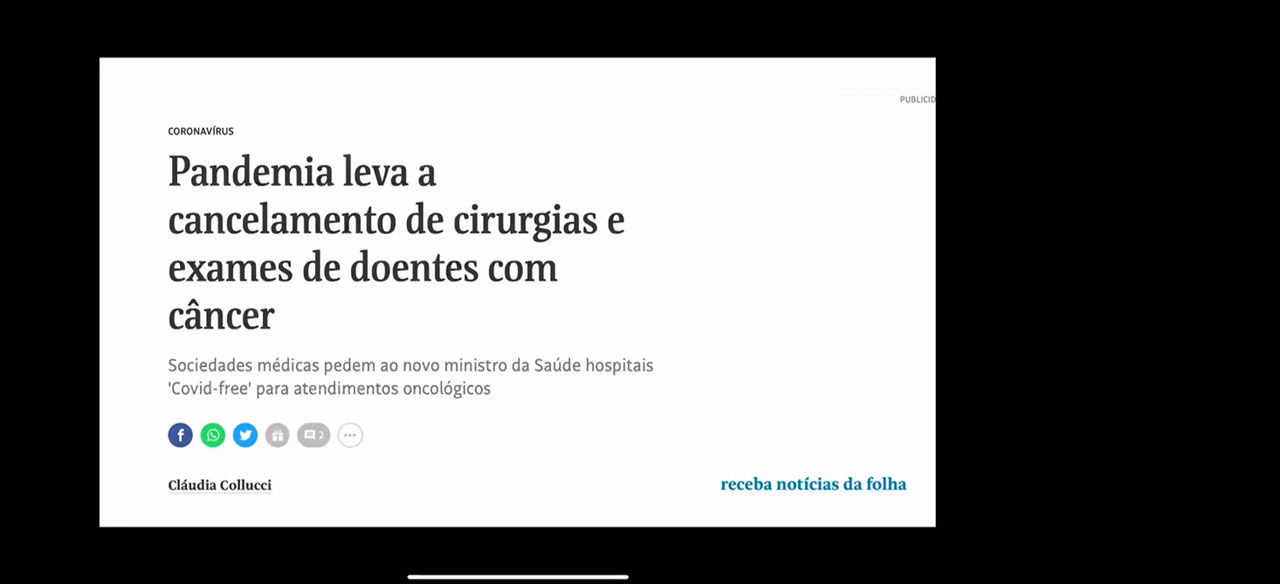 PUBLICID
CORONAVÍRUS
Pandemia leva a
cancelamento de cirurgias e
exames de doentes com
câncer
Sociedades médicas pedem ao novo ministro da Saúde hospitais
'Covid-free' para atendimentos oncológicos
2
Cláudia Collucci
receba notícias da folha